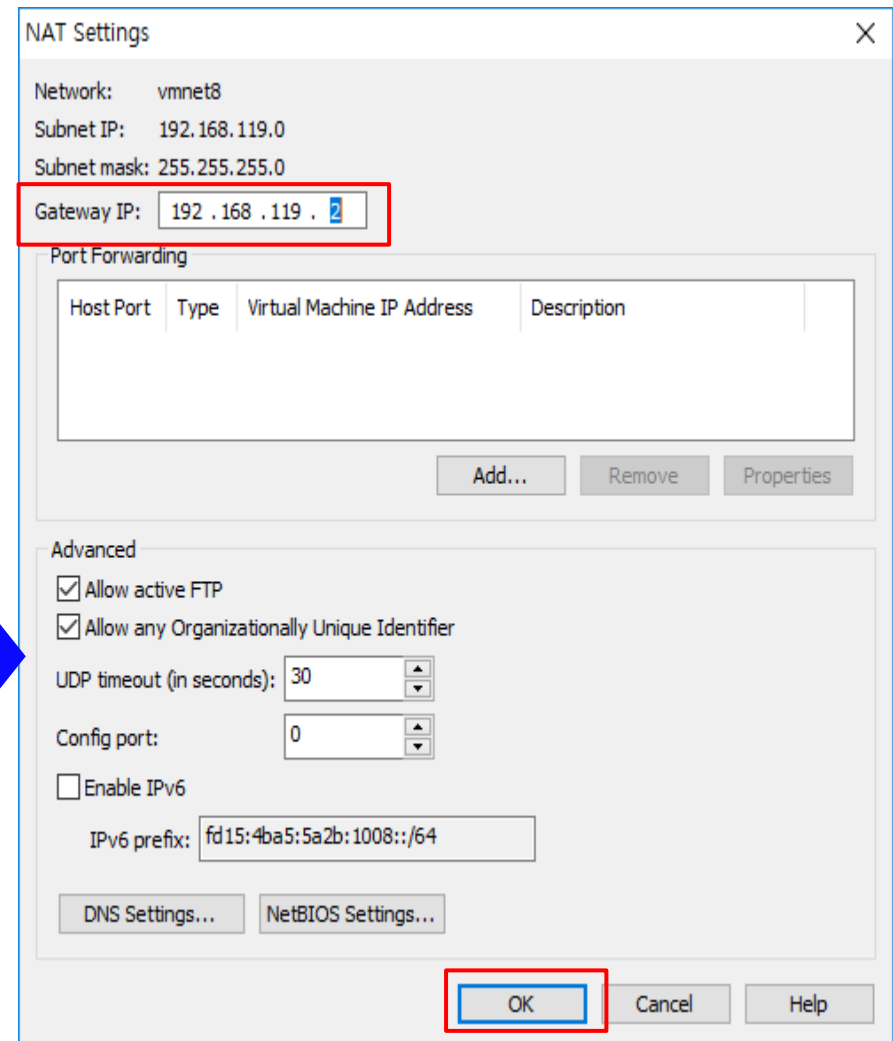 NAT Settings
Network: vmnet8
Subnet IP: 192.168.119.0
Subnet mask: 255.255.255.0
Gateway IP: 192 . 168 . 119 . 2
Port Forwarding
Host Port Type Virtual Machine IP Address Description
Add... Remove Properties
Advanced
Allow active FTP
Allow any Organizationally Unique Identifier
UDP timeout (in seconds): 30
Config port: 0
Enable IPv6
IPv6 prefix: fd15:4ba5:5a2b:1008::/64
DNS Settings... NetBIOS Settings...
OK Cancel Help